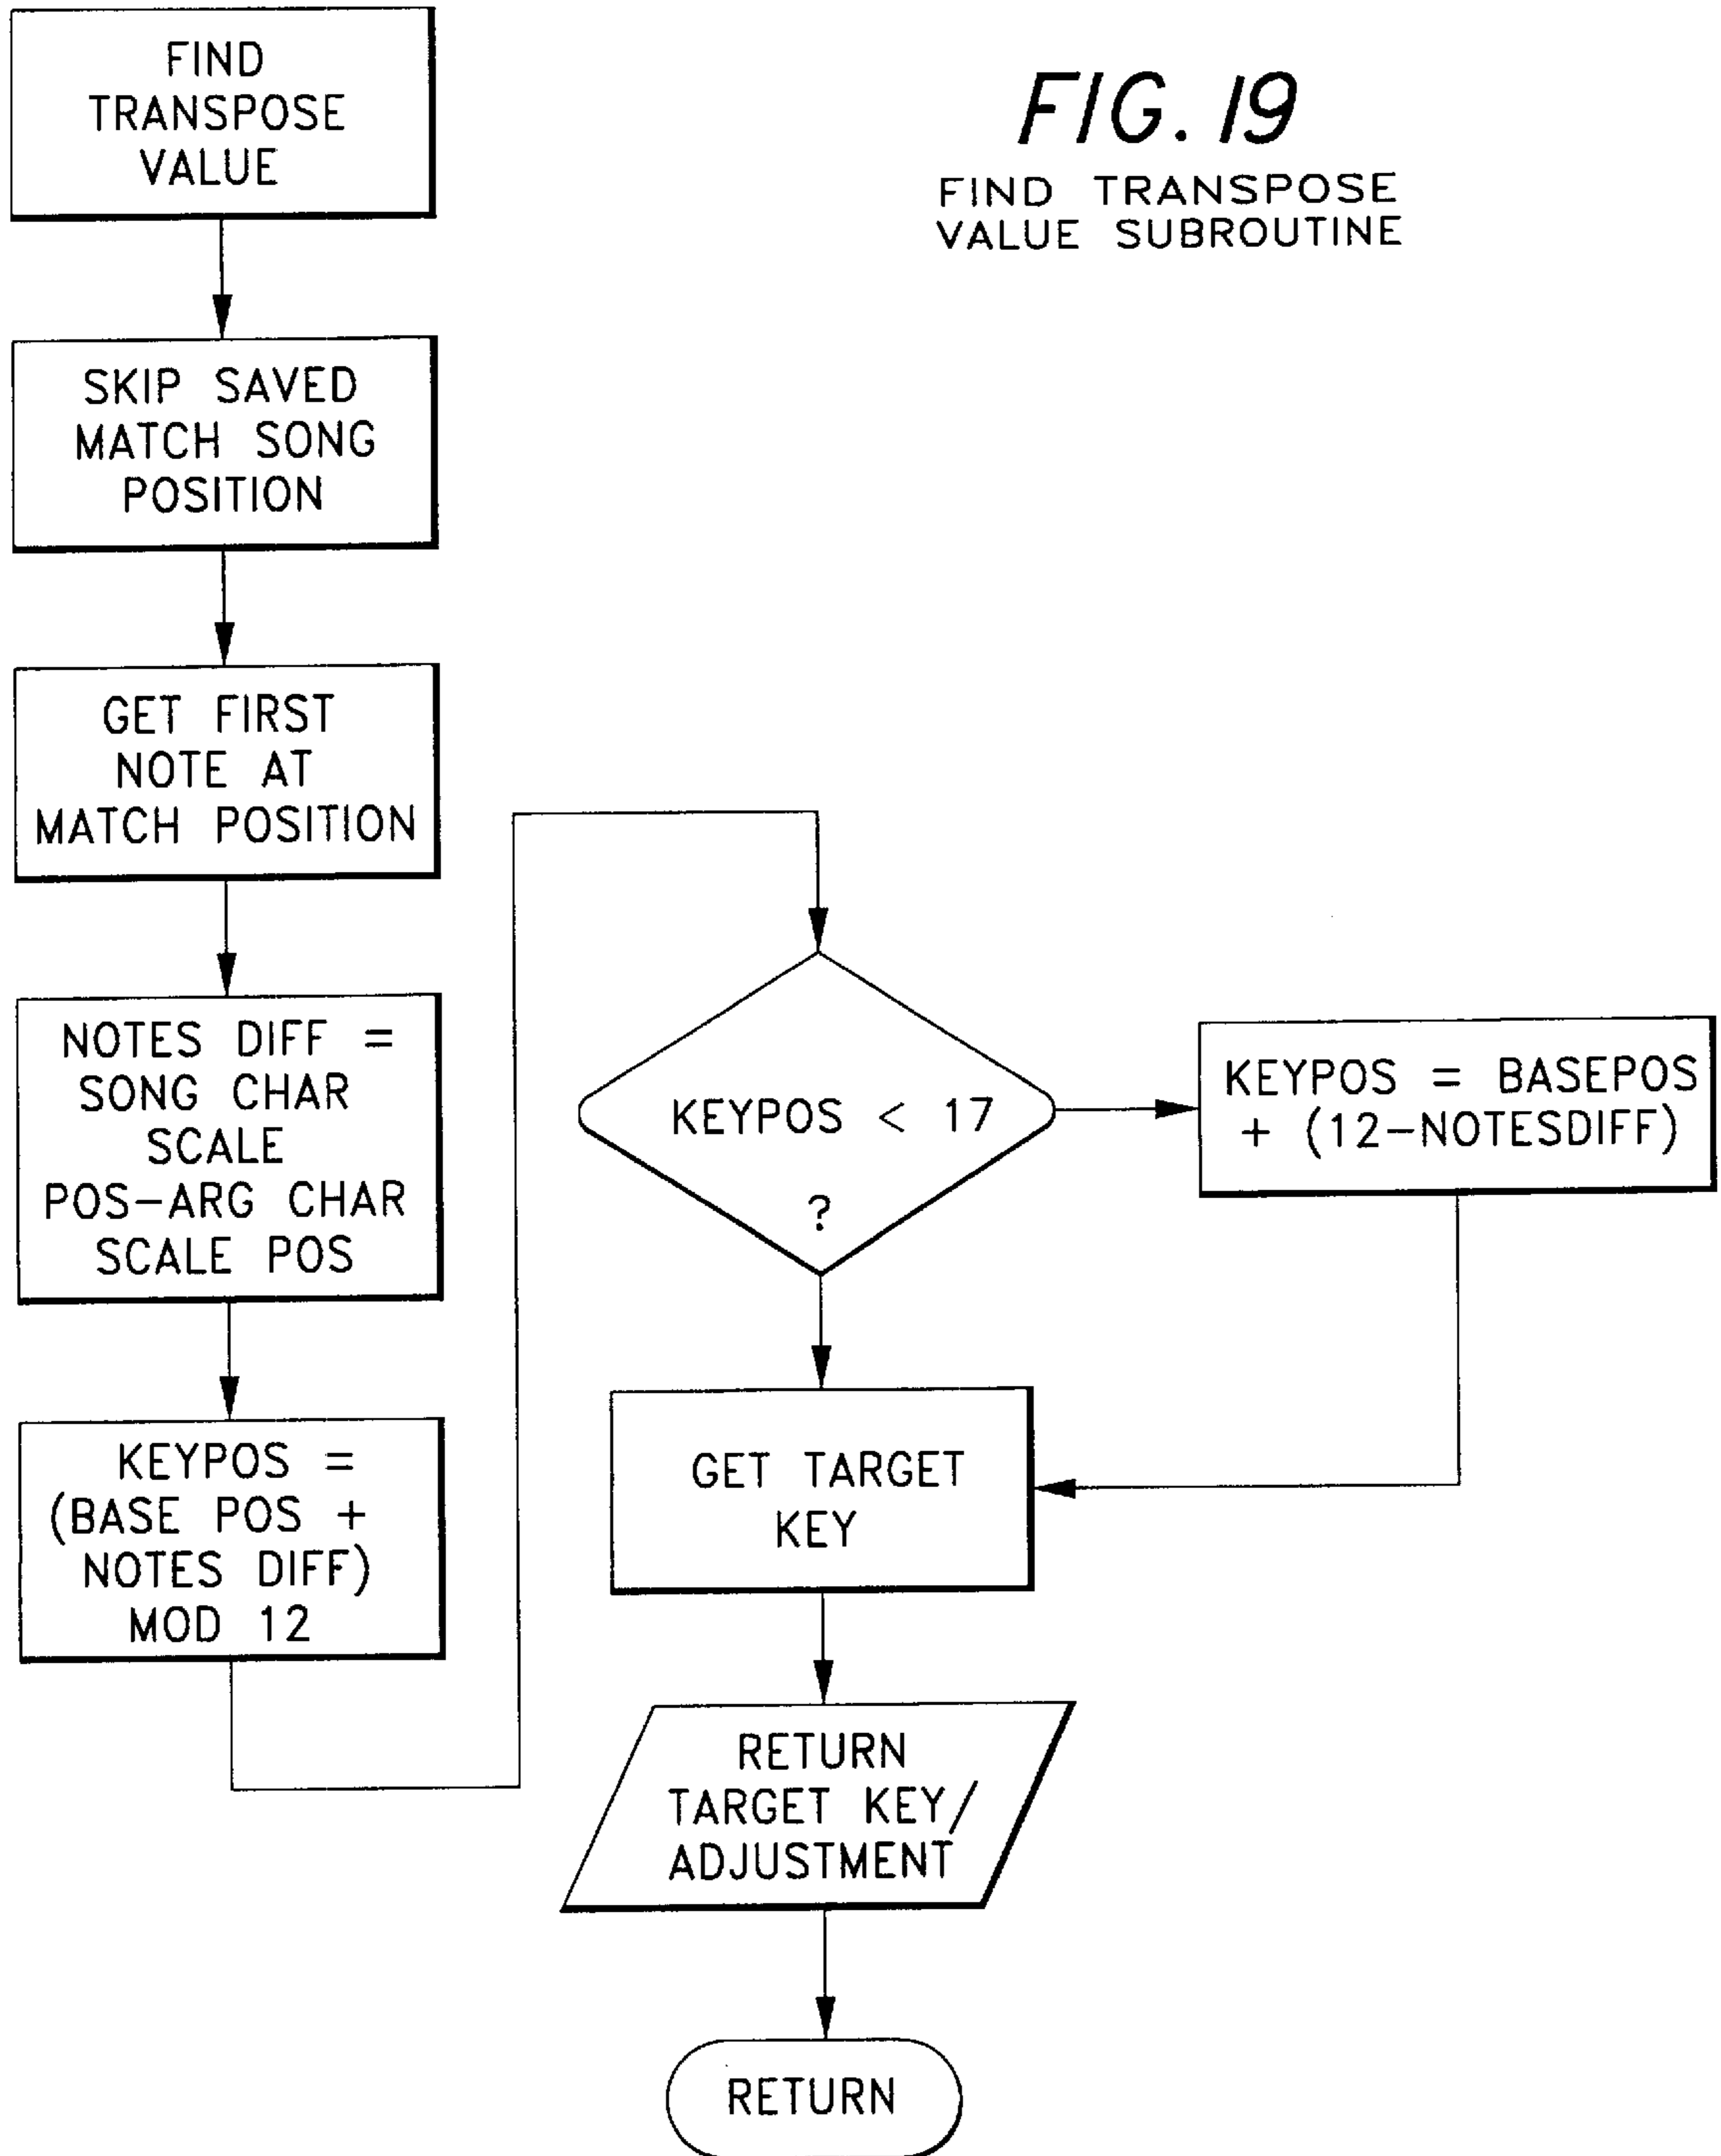 FIG. 19
FIND TRANSPOSE
VALUE SUBROUTINE
FIND
TRANSPOSE
VALUE
SKIP SAVED
MATCH SONG
POSITION
GET FIRST
NOTE AT
MATCH POSITION
NOTES DIFF =
SONG CHAR
SCALE
POS-ARG CHAR
SCALE POS
KEYPOS =
(BASE POS +
NOTES DIFF)
MOD 12
KEYPOS < 17
?
KEYPOS = BASEPOS
+ (12-NOTESDIFF)
GET TARGET
KEY
RETURN
TARGET KEY/
ADJUSTMENT
RETURN